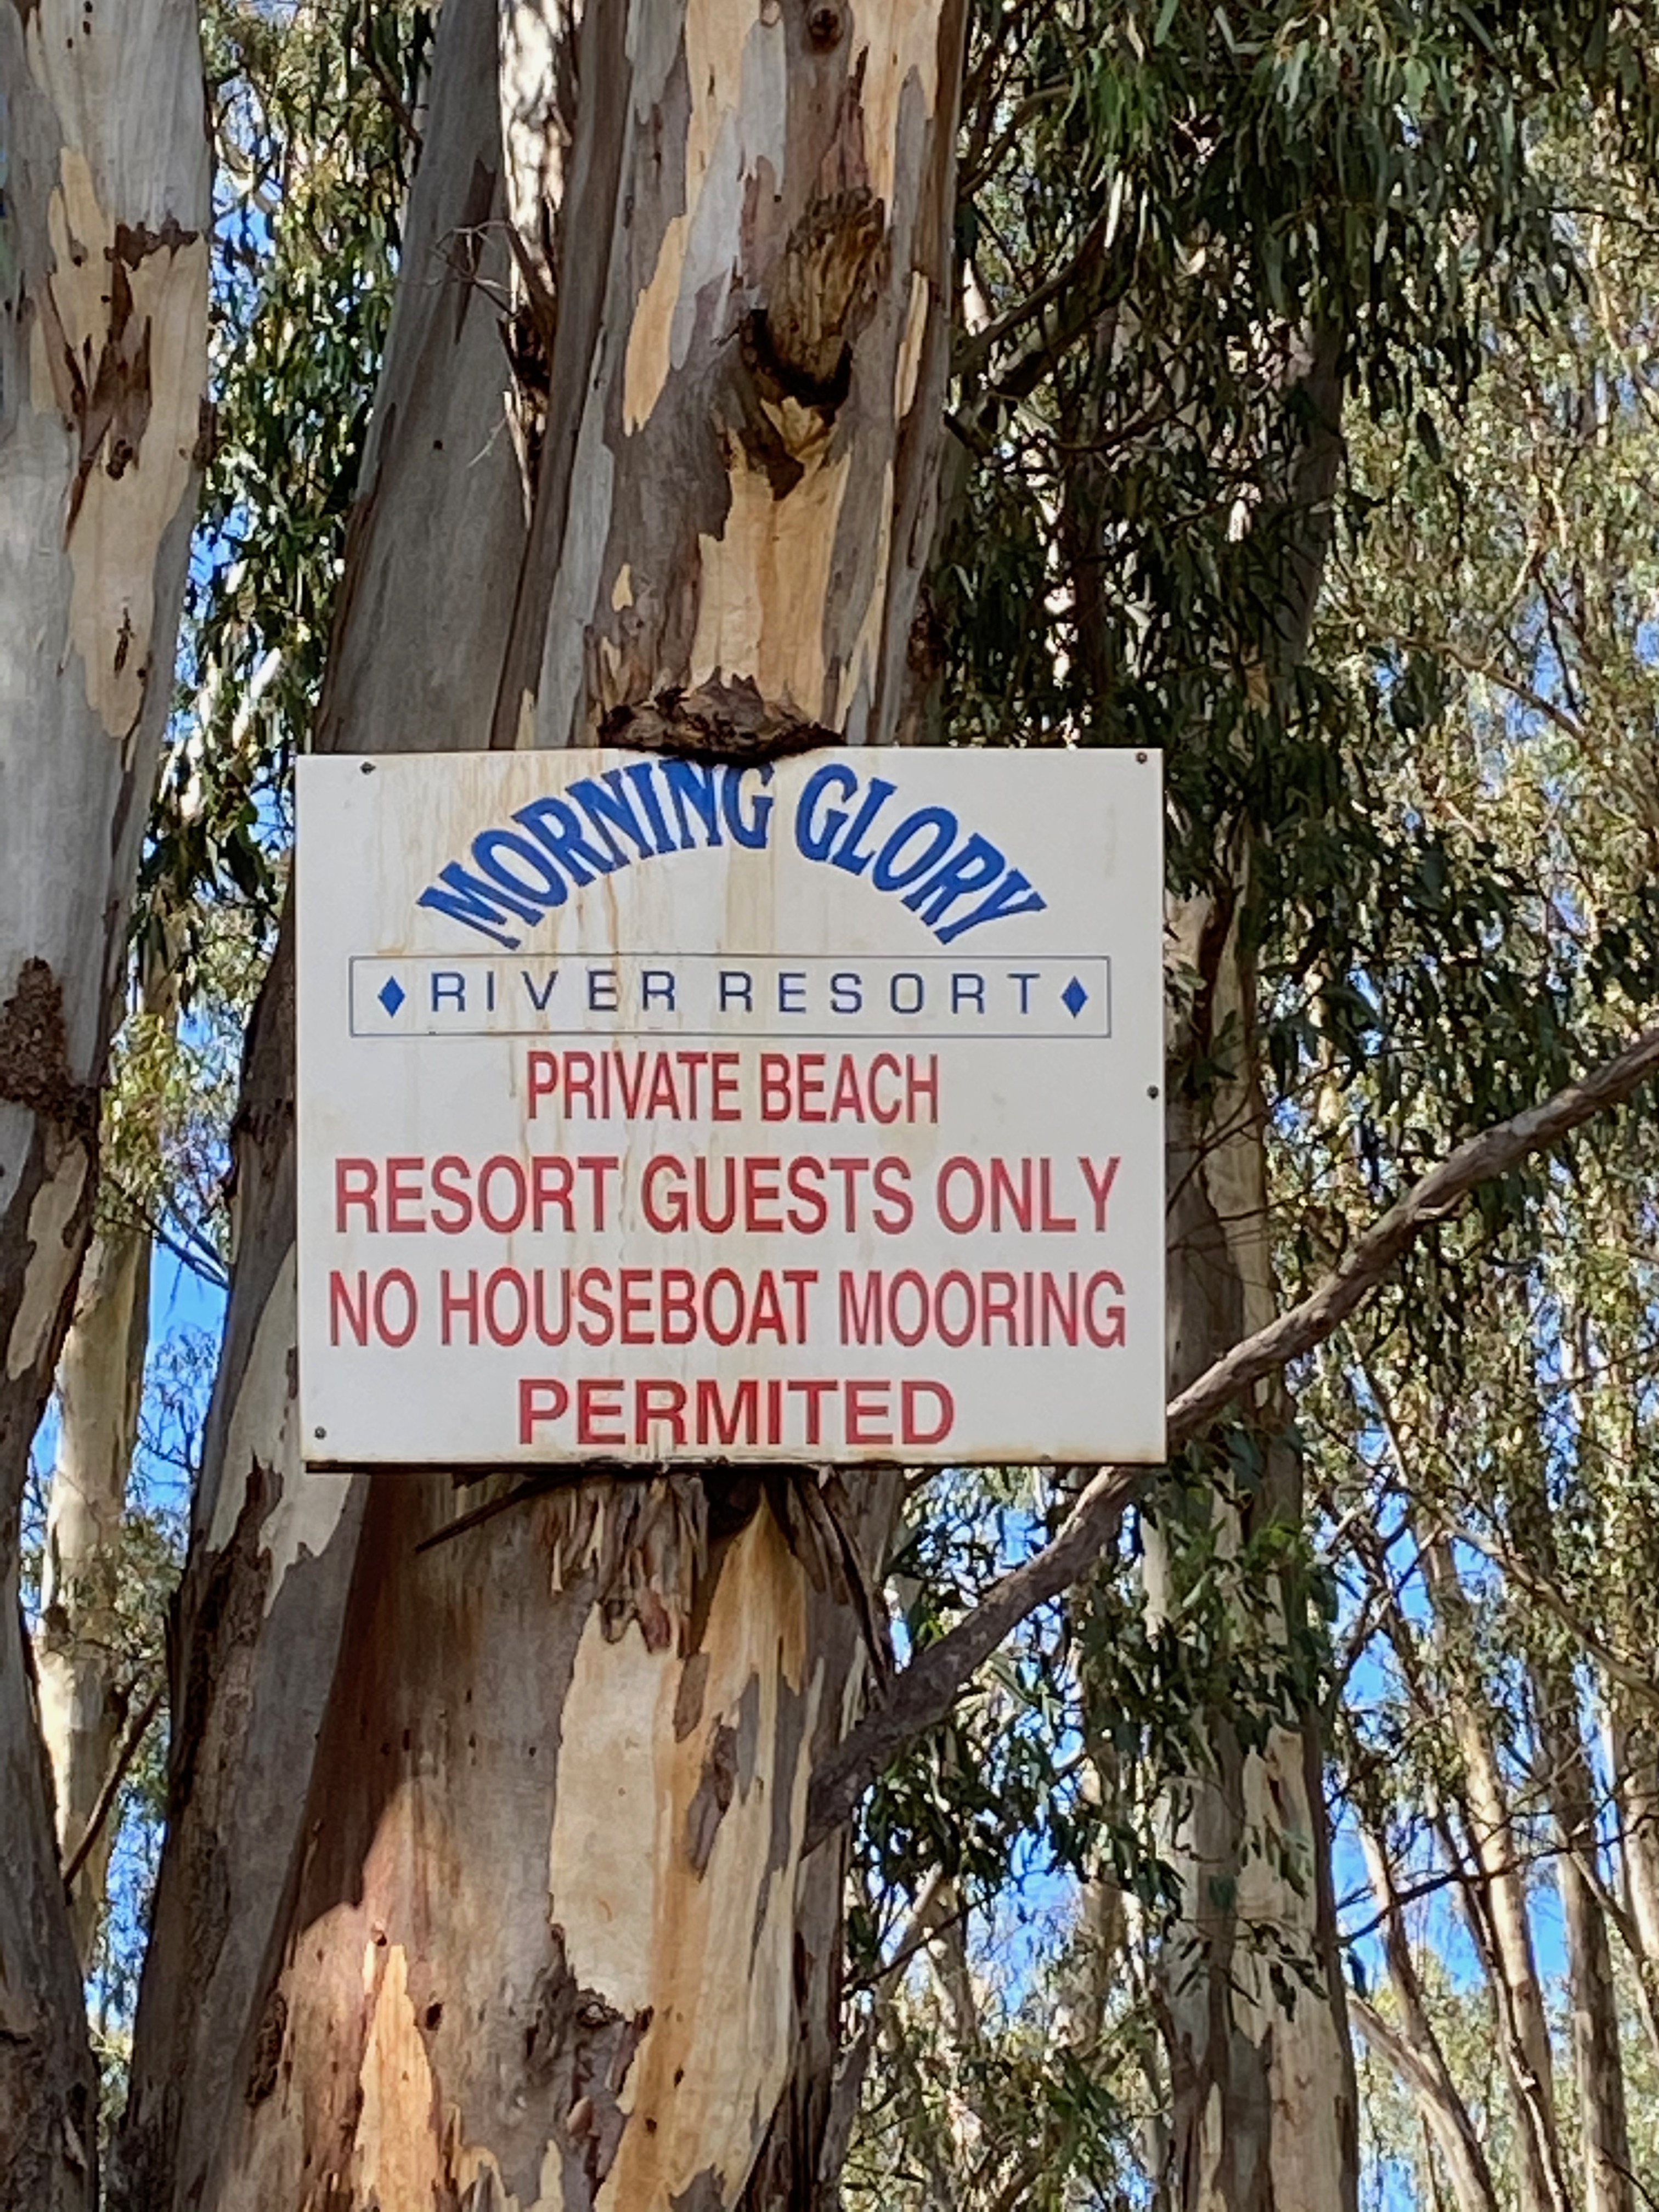 MORNING GLORY
RIVER RESORT
PRIVATE BEACH
RESORT GUESTS ONLY
NO HOUSEBOAT MOORING
PERMITED